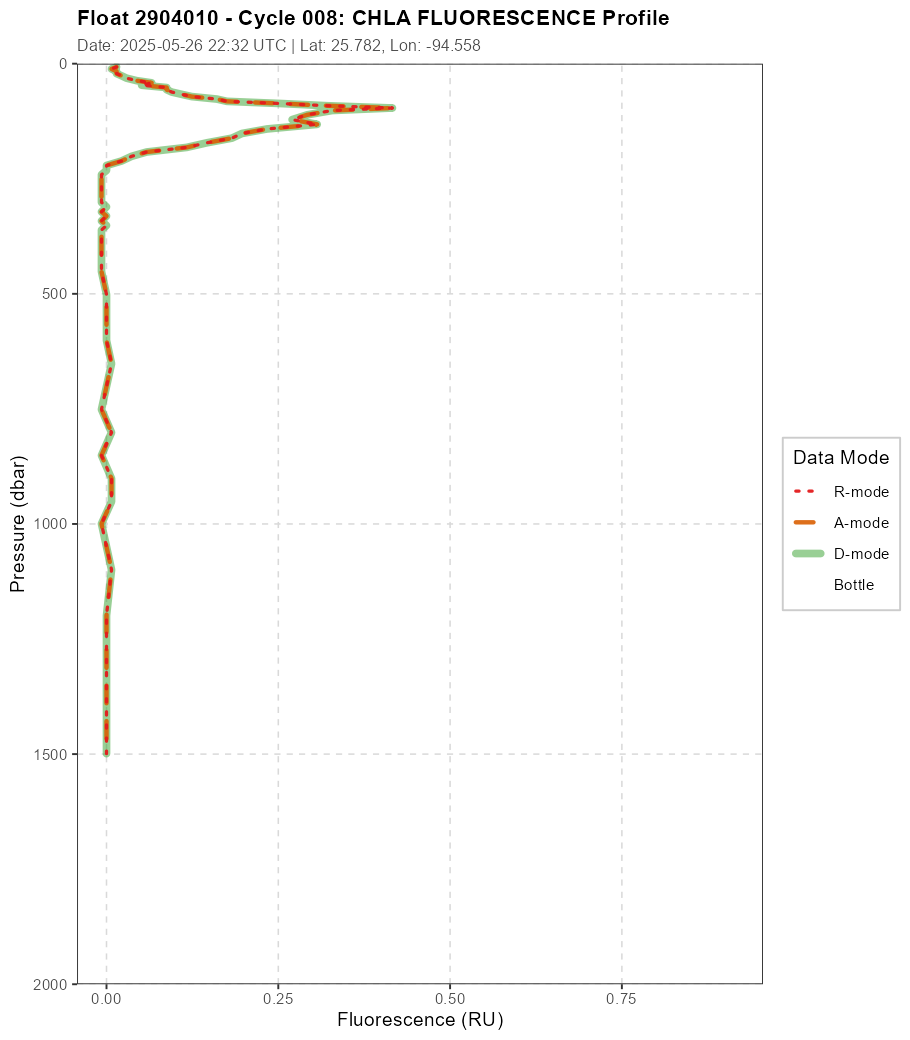 Float 2904010 - Cycle 008: CHLA FLUORESCENCE Profile
Date: 2025-05-26 22:32 UTC | Lat: 25.782, Lon: -94.558
0
500
1000
1500
2000
Pressure (dbar)
0.00 0.25 0.50 0.75
Fluorescence (RU)
Data Mode
R-mode
A-mode
D-mode
Bottle